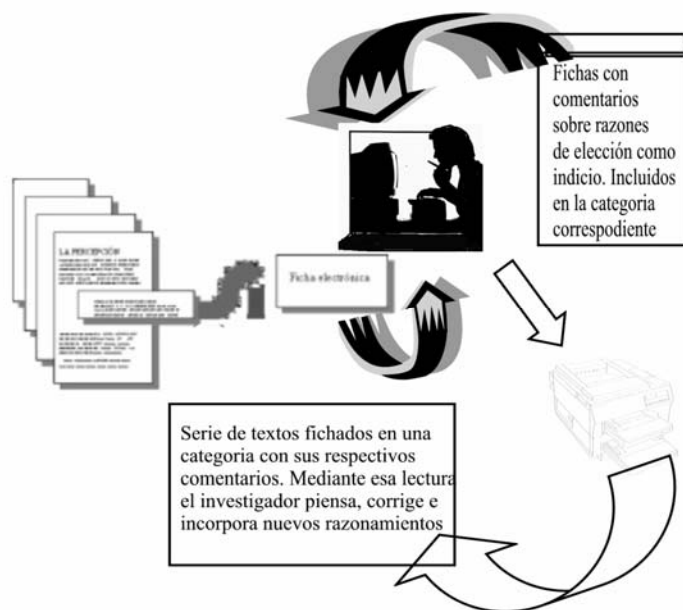 Fichas con
comentarios
sobre razones
de elección como
indicio. Incluidos
en la categoria
correspodiente
LA PERCEPCIÓN
Ficha electrónica
Serie de textos fichados en una
categoria con sus respectivos
comentarios. Mediante esa lectura
el investigador piensa, corrige e
incorpora nuevos razonamientos